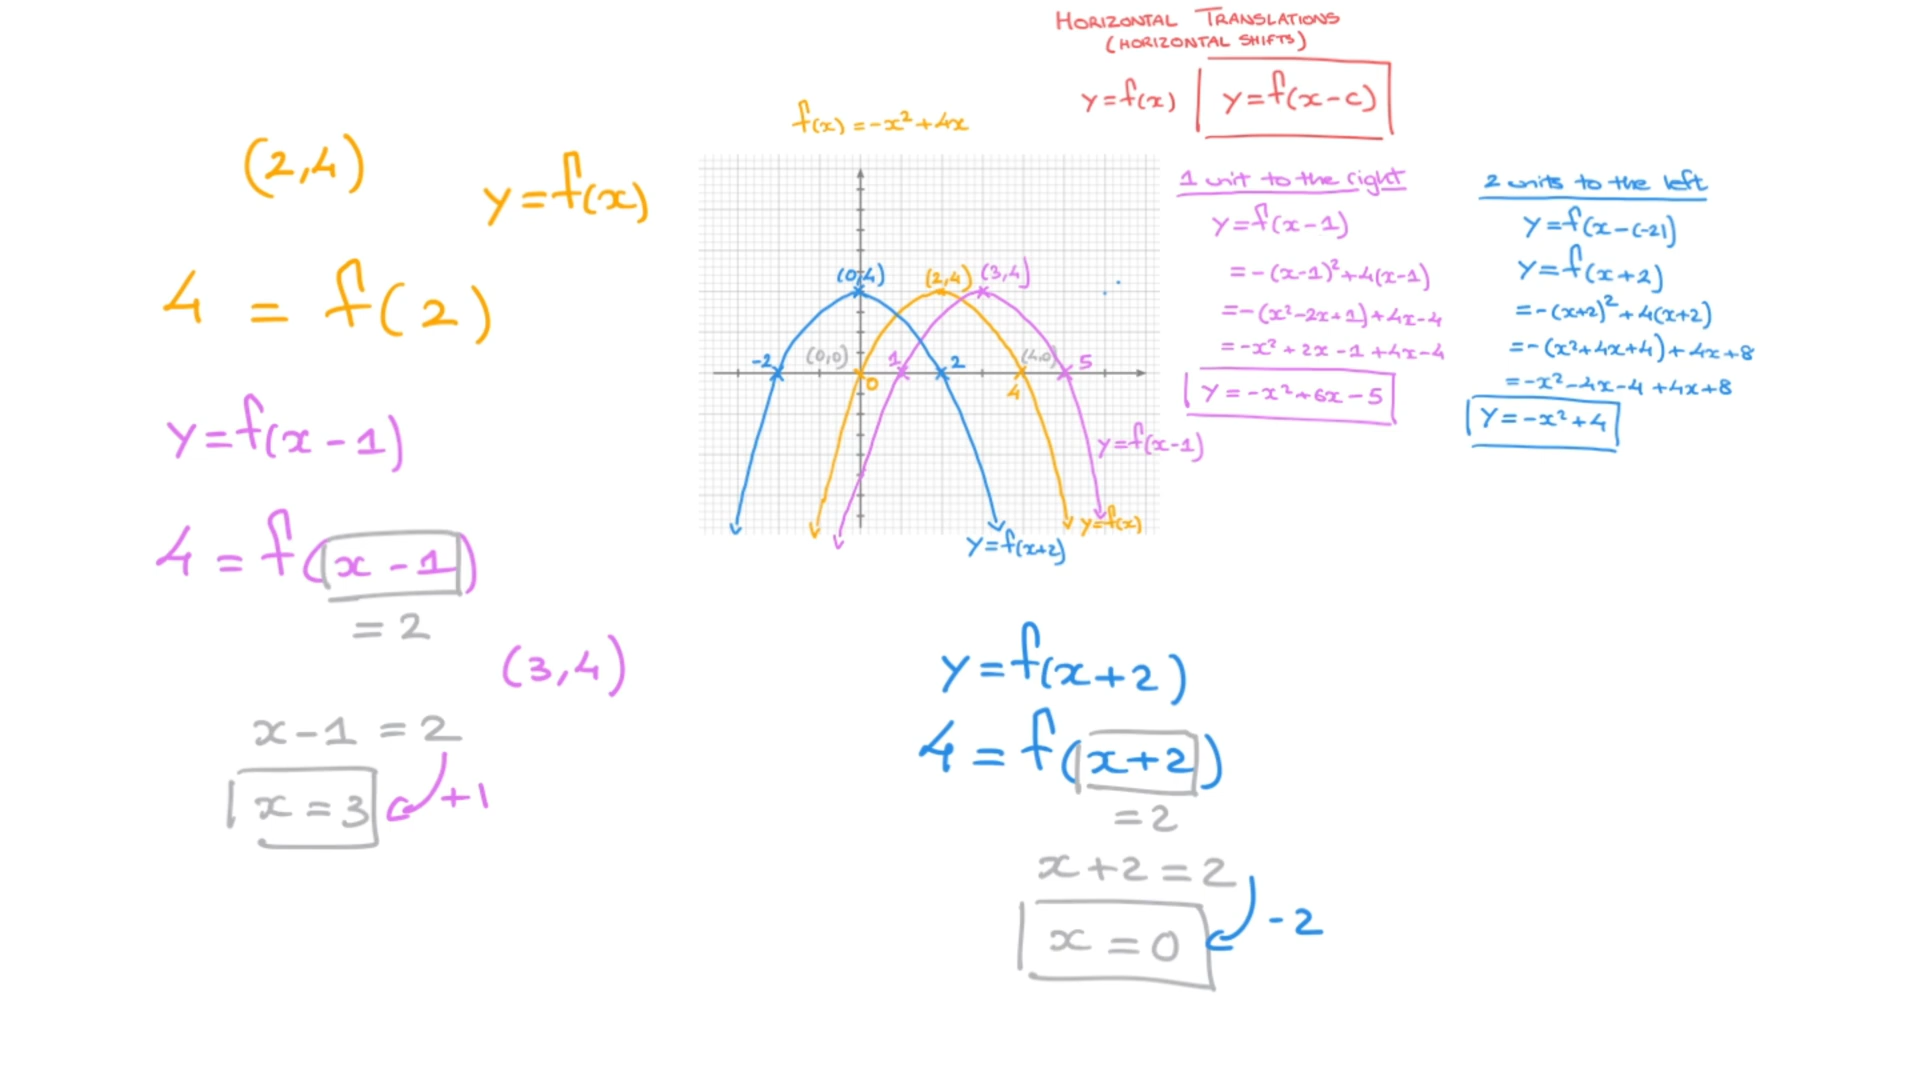 HORIZONTAL TRANSLATIONS
(HORIZONTAL SHIFTS)
y=f(x) y=f(x-c)
f(x)=-x²+4x
(2,4)
y=f(x)
4 = f(2)
y=f(x-1)
4 = f(x-1)
=2
(3,4)
x-1=2
x=3
+1
(0,4)
(2,4)
(3,4)
-2
(0,0)
0
1
2
(4,0)
4
5
y=f(x-1)
y=f(x)
y=f(x+2)
1 unit to the right
y=f(x-1)
=-(x-1)²+4(x-1)
=-(x²-2x+1)+4x-4
=-x²+2x-1+4x-4
y=-x²+6x-5
2 units to the left
y=f(x-(-2))
y=f(x+2)
=-(x+2)²+4(x+2)
=-(x²+4x+4)+4x+8
=-x²-4x-4+4x+8
y=-x²+4
y=f(x+2)
4=f(x+2)
=2
x+2=2
x=0
-2